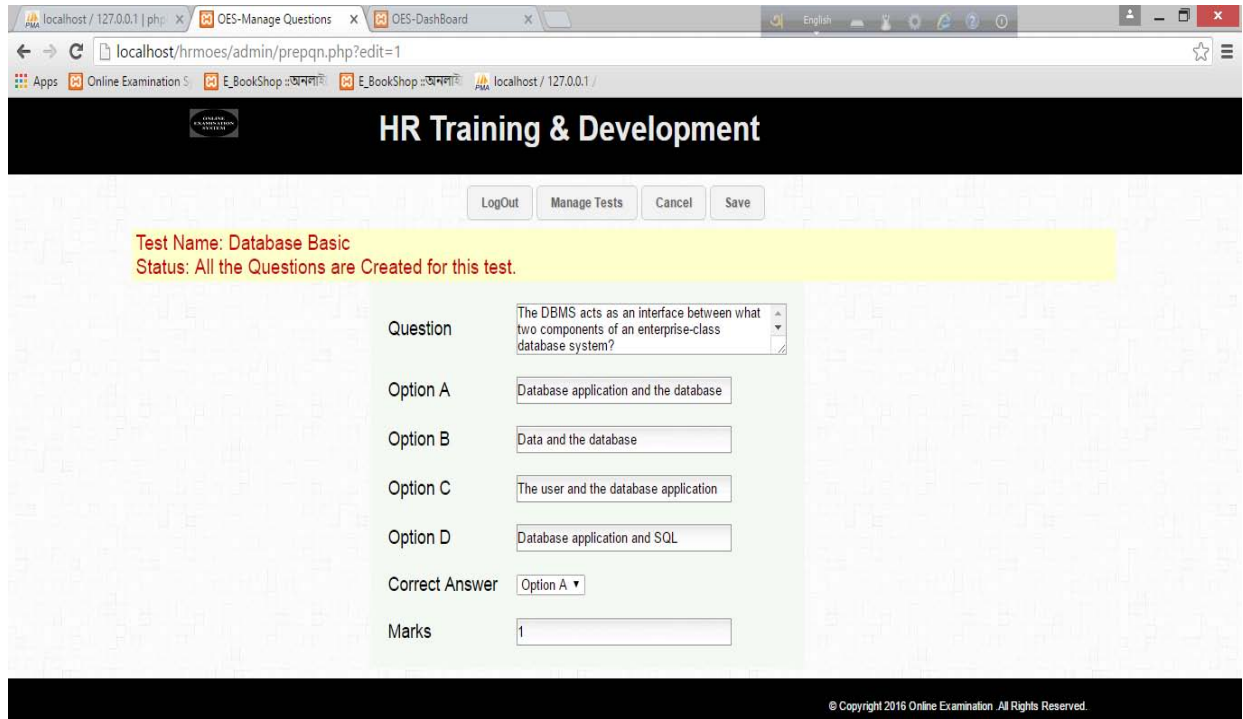 localhost / 127.0.0.1 | php
OES-Manage Questions
OES-DashBoard
English
localhost/hrmoes/admin/prepqn.php?edit=1
Apps
Online Examination S
E_BookShop ::অনলাই
E_BookShop ::অনলাই
localhost / 127.0.0.1 /
ONLINE
EXAMINATION
SYSTEM
HR Training & Development
LogOut
Manage Tests
Cancel
Save
Test Name: Database Basic
Status: All the Questions are Created for this test.
Question
The DBMS acts as an interface between what
two components of an enterprise-class
database system?
Option A
Database application and the database
Option B
Data and the database
Option C
The user and the database application
Option D
Database application and SQL
Correct Answer
Option A
Marks
1
© Copyright 2016 Online Examination .All Rights Reserved.